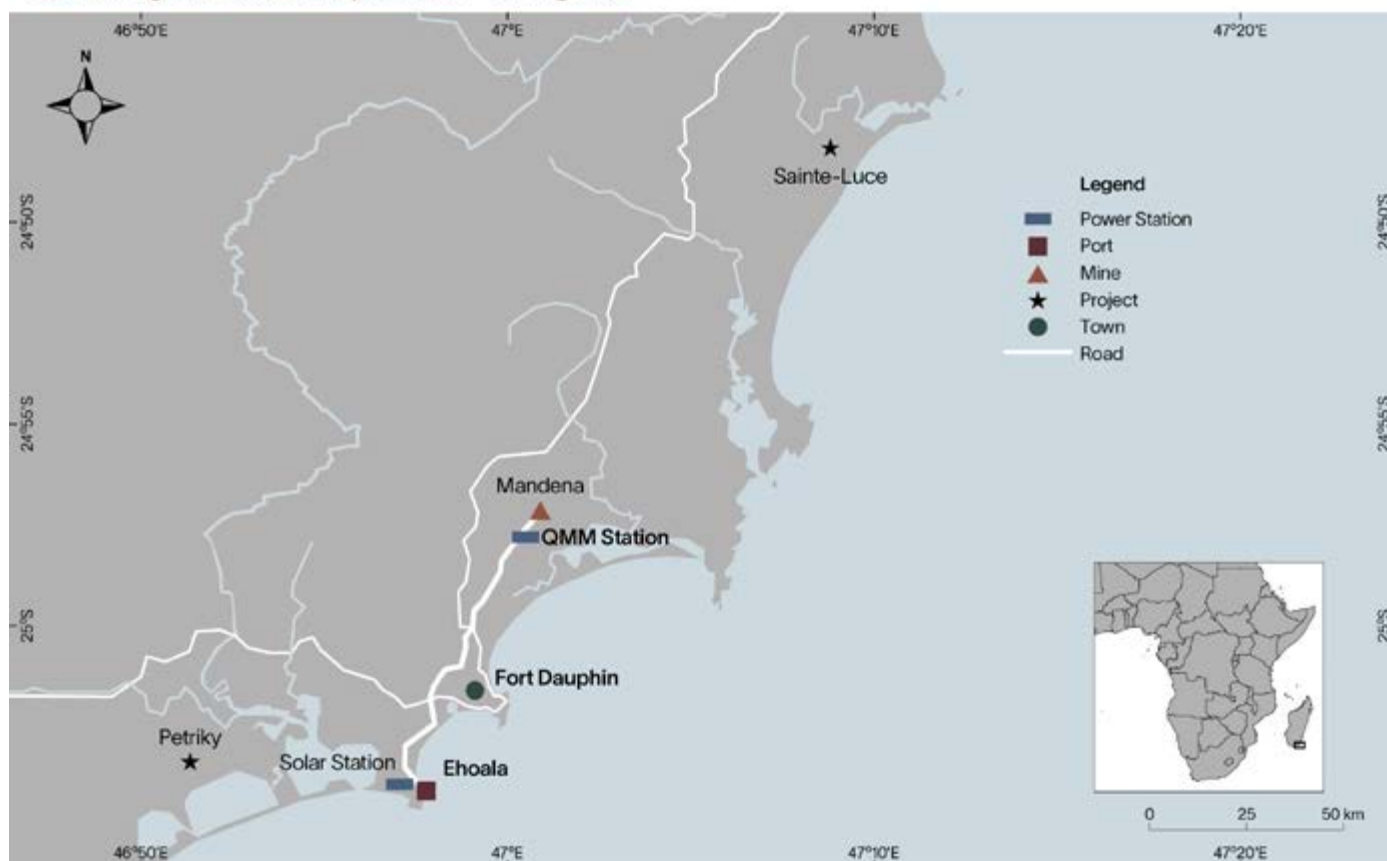 46°50'E 47°E 47°10'E 47°20'E
N
Sainte-Luce
24°50'S
24°50'S
Legend
Power Station
Port
Mine
Project
Town
Road
24°55'S
24°55'S
Mandena
QMM Station
25°S
25°S
Fort Dauphin
Petriky
Solar Station
Ehoala
0 25 50 km
46°50'E 47°E 47°10'E 47°20'E